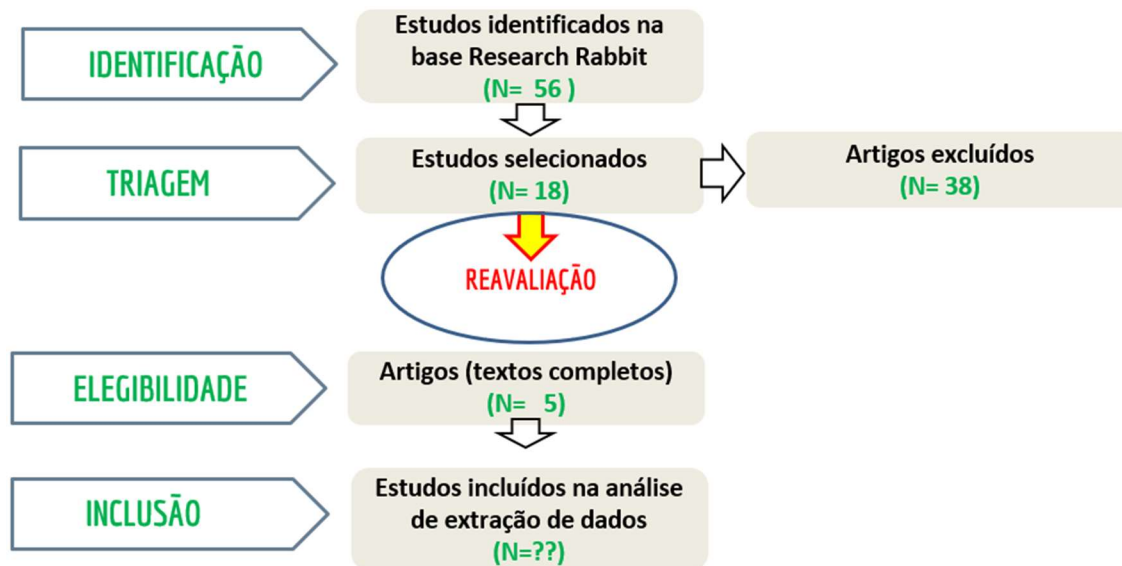 IDENTIFICAÇÃO
Estudos identificados na
base Research Rabbit
(N= 56 )
TRIAGEM
Estudos selecionados
(N= 18)
Artigos excluídos
(N= 38)
REAVALIAÇÃO
ELEGIBILIDADE
Artigos (textos completos)
(N= 5)
INCLUSÃO
Estudos incluídos na análise
de extração de dados
(N=??)